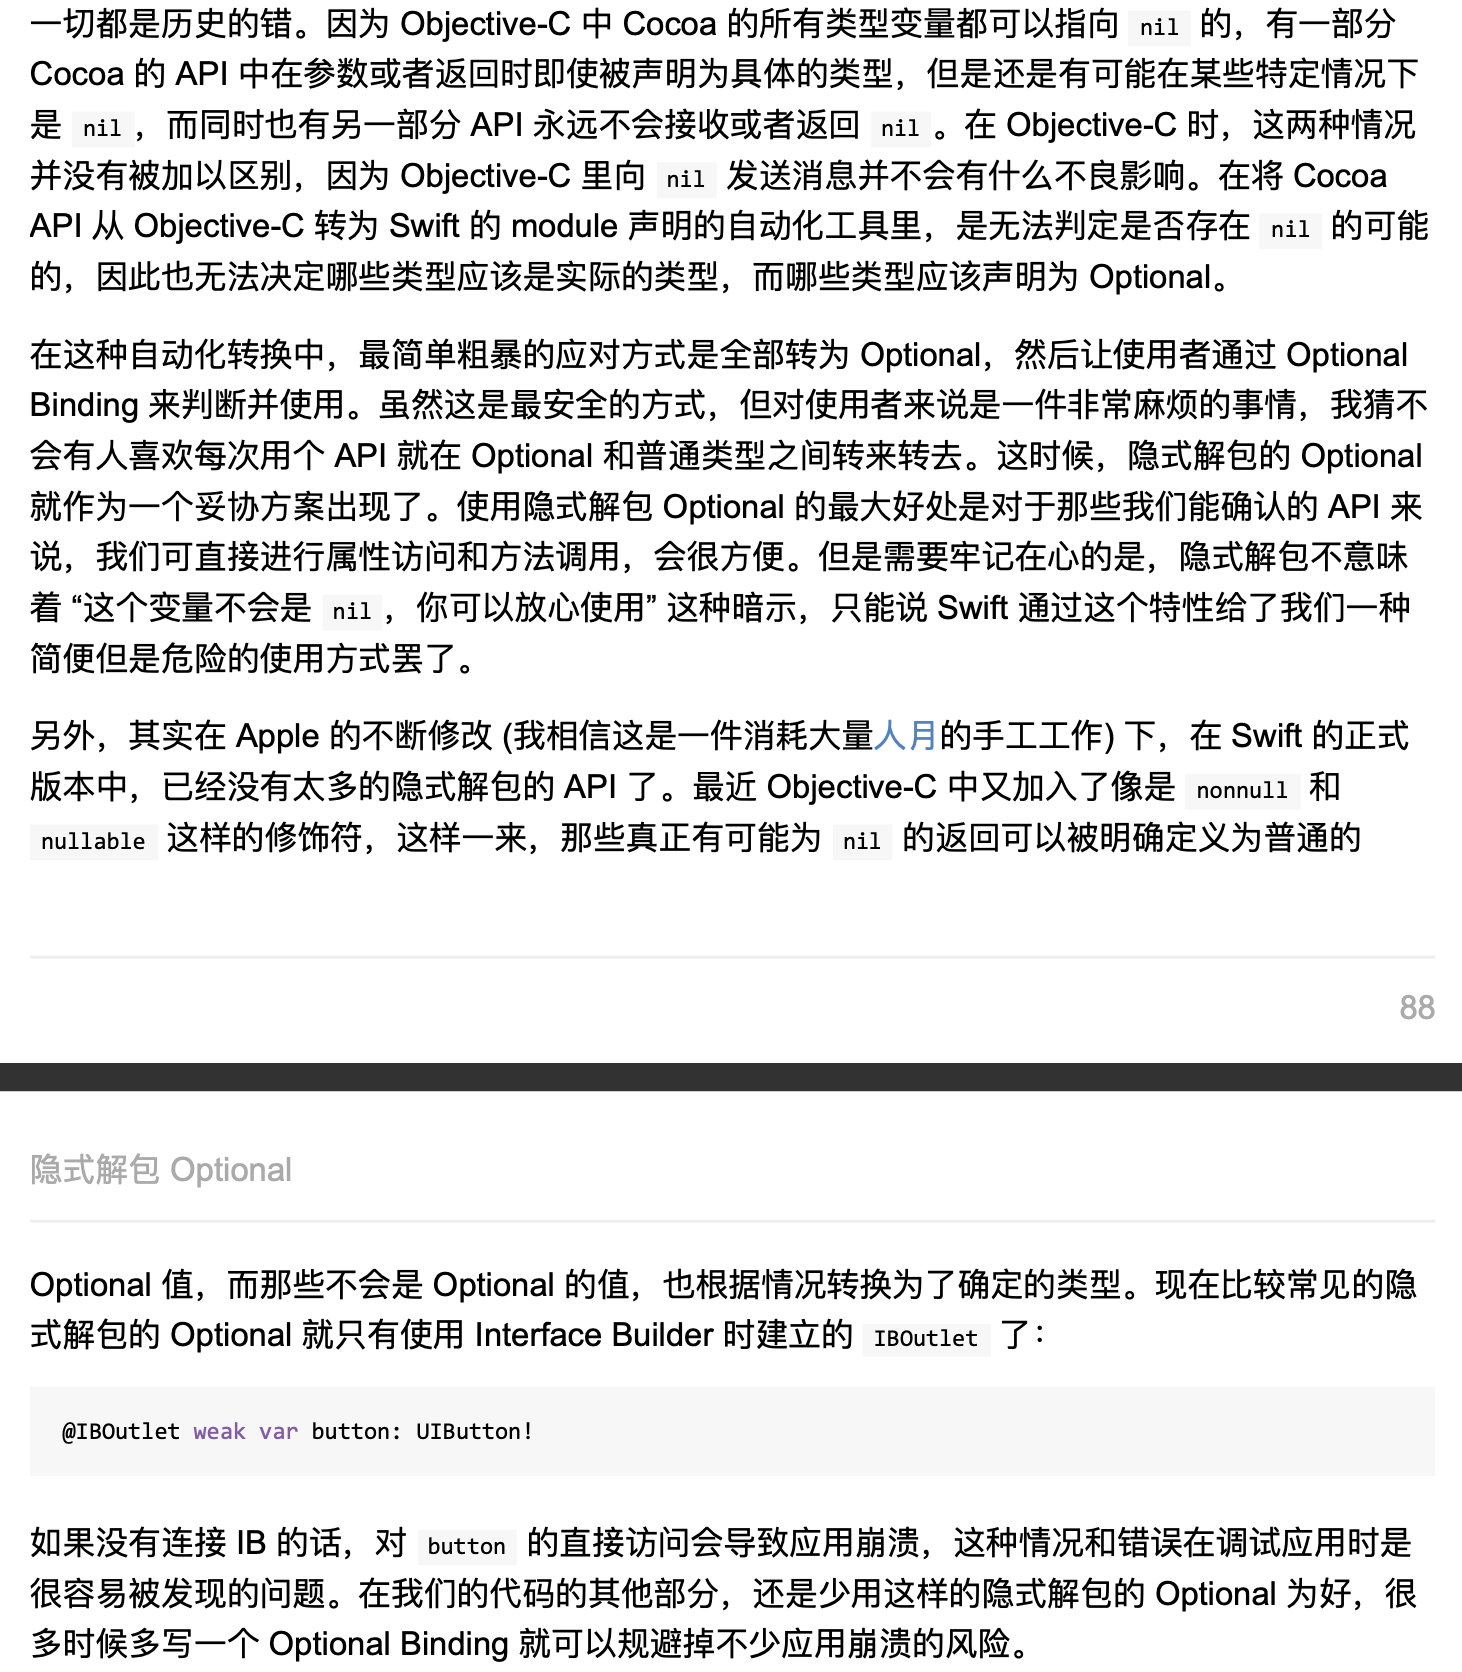 一切都是历史的错。因为 Objective-C 中 Cocoa 的所有类型变量都可以指向 nil 的，有一部分
Cocoa 的 API 中在参数或者返回时即使被声明为具体的类型，但是还是有可能在某些特定情况下
是 nil ，而同时也有另一部分 API 永远不会接收或者返回 nil 。在 Objective-C 时，这两种情况
并没有被加以区别，因为 Objective-C 里向 nil 发送消息并不会有什么不良影响。在将 Cocoa
API 从 Objective-C 转为 Swift 的 module 声明的自动化工具里，是无法判定是否存在 nil 的可能
的，因此也无法决定哪些类型应该是实际的类型，而哪些类型应该声明为 Optional。
在这种自动化转换中，最简单粗暴的应对方式是全部转为 Optional，然后让使用者通过 Optional
Binding 来判断并使用。虽然这是最安全的方式，但对使用者来说是一件非常麻烦的事情，我猜不
会有人喜欢每次用个 API 就在 Optional 和普通类型之间转来转去。这时候，隐式解包的 Optional
就作为一个妥协方案出现了。使用隐式解包 Optional 的最大好处是对于那些我们能确认的 API 来
说，我们可直接进行属性访问和方法调用，会很方便。但是需要牢记在心的是，隐式解包不意味
着 “这个变量不会是 nil ，你可以放心使用” 这种暗示，只能说 Swift 通过这个特性给了我们一种
简便但是危险的使用方式罢了。
另外，其实在 Apple 的不断修改 (我相信这是一件消耗大量人月的手工工作) 下，在 Swift 的正式
版本中，已经没有太多的隐式解包的 API 了。最近 Objective-C 中又加入了像是 nonnull 和
nullable 这样的修饰符，这样一来，那些真正有可能为 nil 的返回可以被明确定义为普通的
88
隐式解包 Optional
Optional 值，而那些不会是 Optional 的值，也根据情况转换为了确定的类型。现在比较常见的隐
式解包的 Optional 就只有使用 Interface Builder 时建立的 IBOutlet 了：
@IBOutlet weak var button: UIButton!
如果没有连接 IB 的话，对 button 的直接访问会导致应用崩溃，这种情况和错误在调试应用时是
很容易被发现的问题。在我们的代码的其他部分，还是少用这样的隐式解包的 Optional 为好，很
多时候多写一个 Optional Binding 就可以规避掉不少应用崩溃的风险。